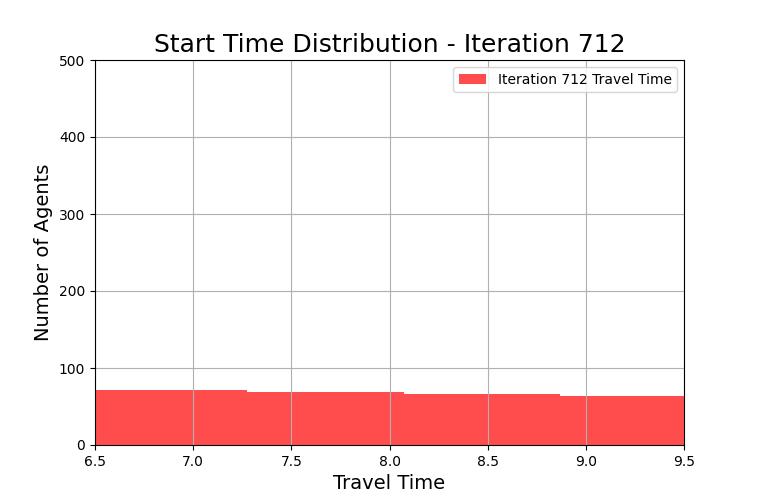 Start Time Distribution - Iteration 712
500
400
300
200
100
0
Number of Agents
Iteration 712 Travel Time
6.5 7.0 7.5 8.0 8.5 9.0 9.5
Travel Time